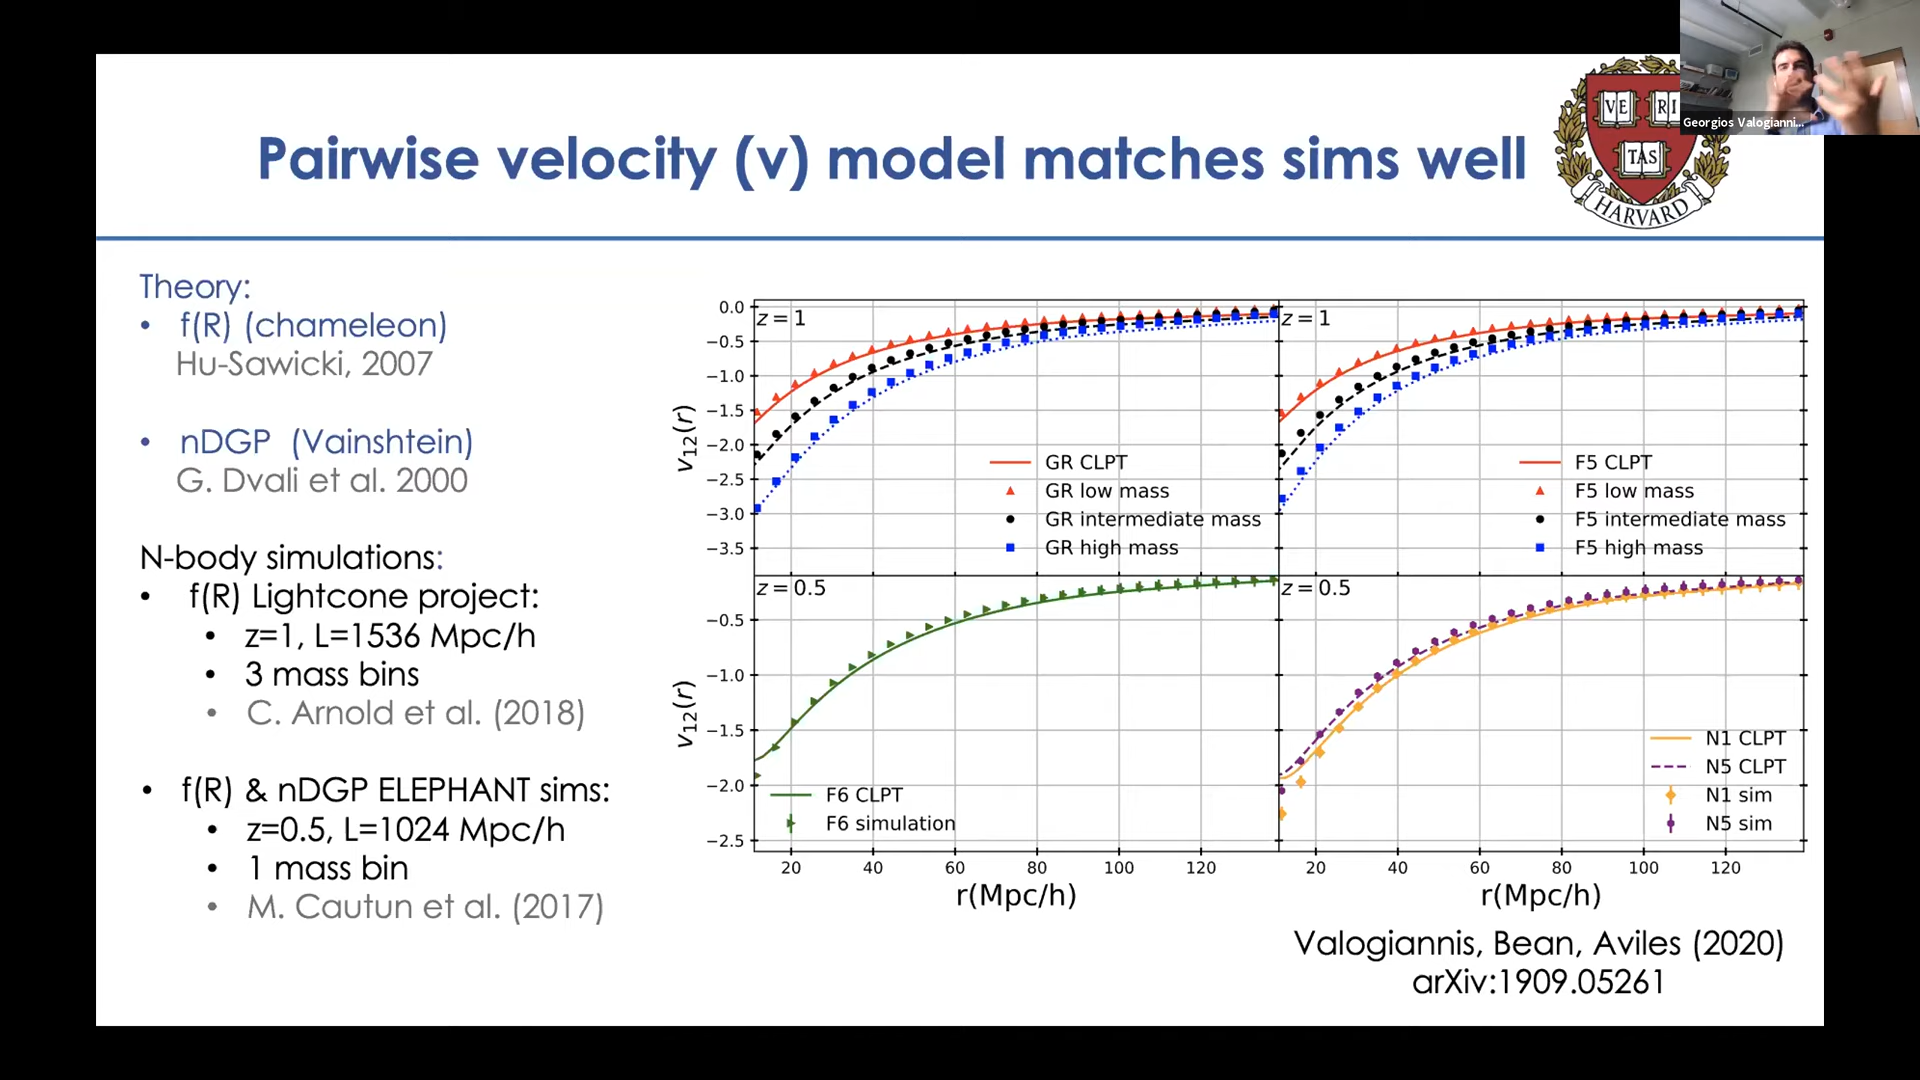 Pairwise velocity (v) model matches sims well
VE RI
TAS
HARVARD
Georgios Valogianni...
Theory:
• f(R) (chameleon)
Hu-Sawicki, 2007
• nDGP (Vainshtein)
G. Dvali et al. 2000
N-body simulations:
• f(R) Lightcone project:
• z=1, L=1536 Mpc/h
• 3 mass bins
• C. Arnold et al. (2018)
• f(R) & nDGP ELEPHANT sims:
• z=0.5, L=1024 Mpc/h
• 1 mass bin
• M. Cautun et al. (2017)
v₁₂(r)
0.0
−0.5
−1.0
−1.5
−2.0
−2.5
−3.0
−3.5
z = 1
GR CLPT
GR low mass
GR intermediate mass
GR high mass
z = 1
F5 CLPT
F5 low mass
F5 intermediate mass
F5 high mass
v₁₂(r)
−0.5
−1.0
−1.5
−2.0
−2.5
z = 0.5
F6 CLPT
F6 simulation
z = 0.5
N1 CLPT
N5 CLPT
N1 sim
N5 sim
20 40 60 80 100 120
r(Mpc/h)
20 40 60 80 100 120
r(Mpc/h)
Valogiannis, Bean, Aviles (2020)
arXiv:1909.05261